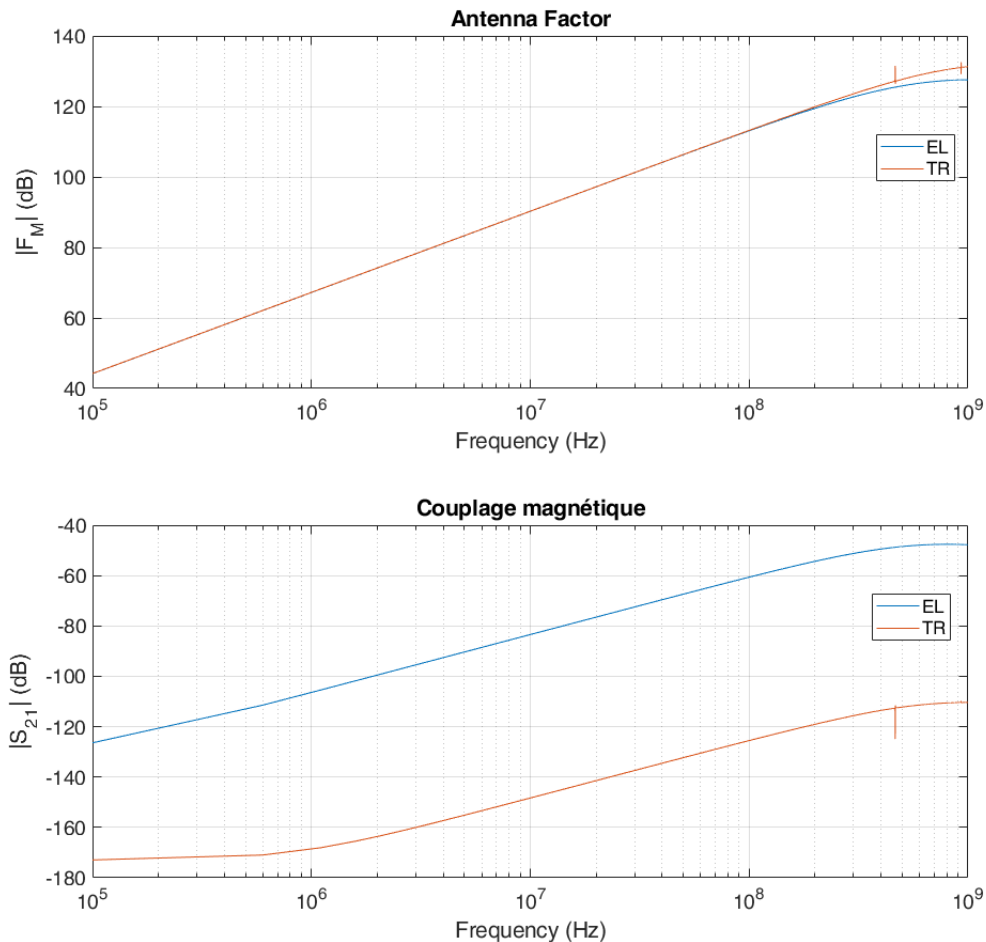 Antenna Factor
|F_M| (dB)
140
120
100
80
60
40
10^5
10^6
10^7
10^8
10^9
Frequency (Hz)
EL
TR
Couplage magnétique
|S_21| (dB)
-40
-60
-80
-100
-120
-140
-160
-180
10^5
10^6
10^7
10^8
10^9
Frequency (Hz)
EL
TR